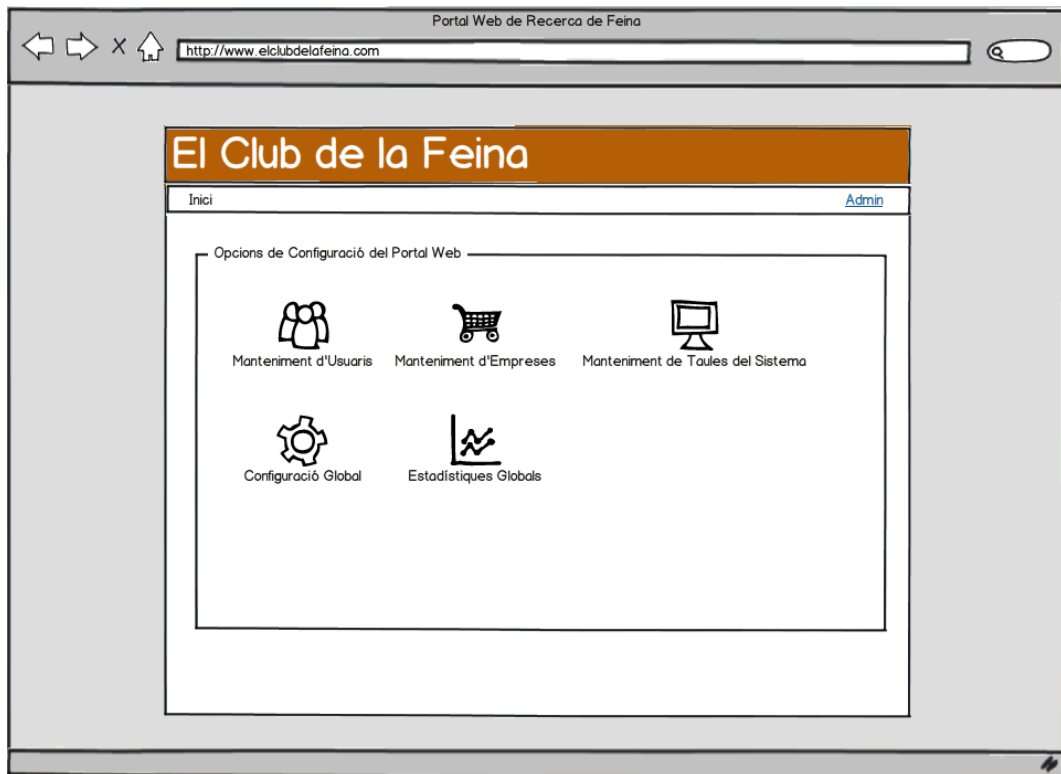 Portal Web de Recerca de Feina
http://www.elclubdelafeina.com
El Club de la Feina
Inici Admin
Opcions de Configuració del Portal Web
Manteniment d'Usuaris Manteniment d'Empreses Manteniment de Taules del Sistema
Configuració Global Estadístiques Globals